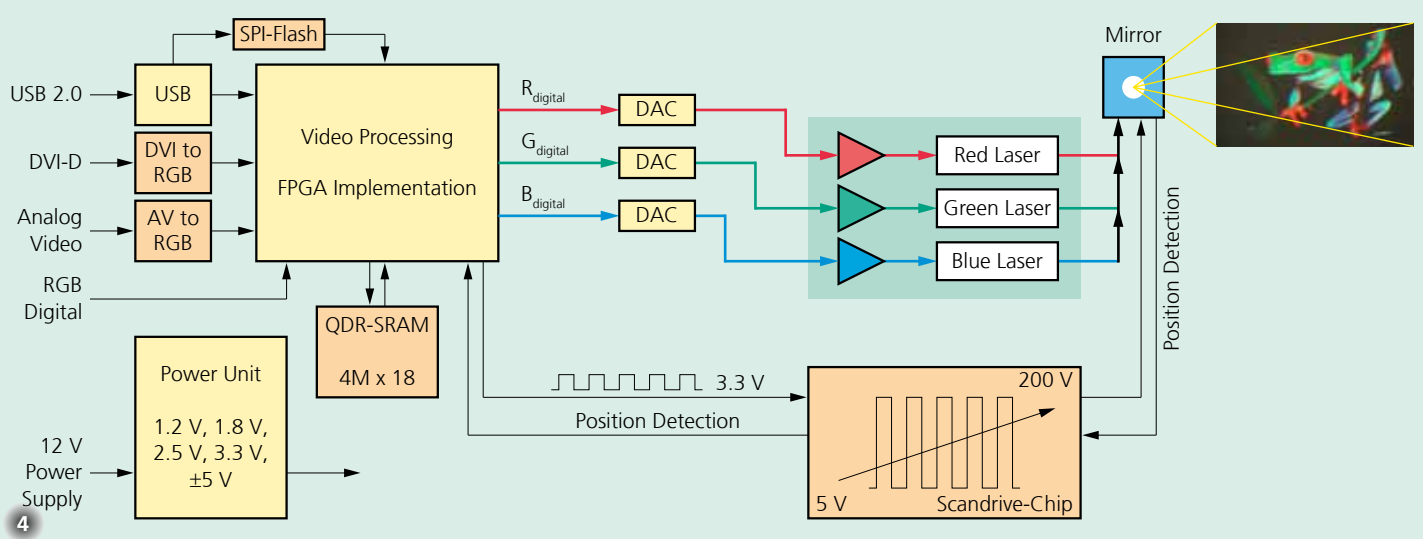 SPI-Flash
USB 2.0
USB
DVI-D
DVI to
RGB
Analog
Video
AV to
RGB
RGB
Digital
Video Processing
FPGA Implementation
R digital
G digital
B digital
DAC
DAC
DAC
Red Laser
Green Laser
Blue Laser
Mirror
Position Detection
QDR-SRAM
4M x 18
Power Unit
1.2 V, 1.8 V,
2.5 V, 3.3 V,
±5 V
12 V
Power
Supply
3.3 V
Position Detection
200 V
5 V
Scandrive-Chip
4